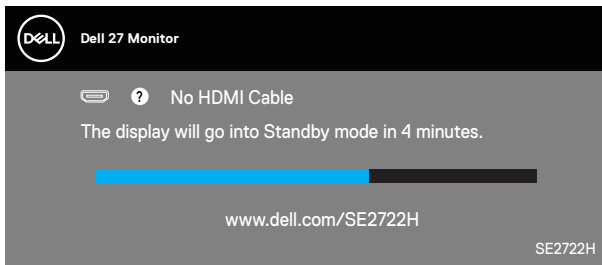 DELL
Dell 27 Monitor
? No HDMI Cable
The display will go into Standby mode in 4 minutes.
www.dell.com/SE2722H
SE2722H